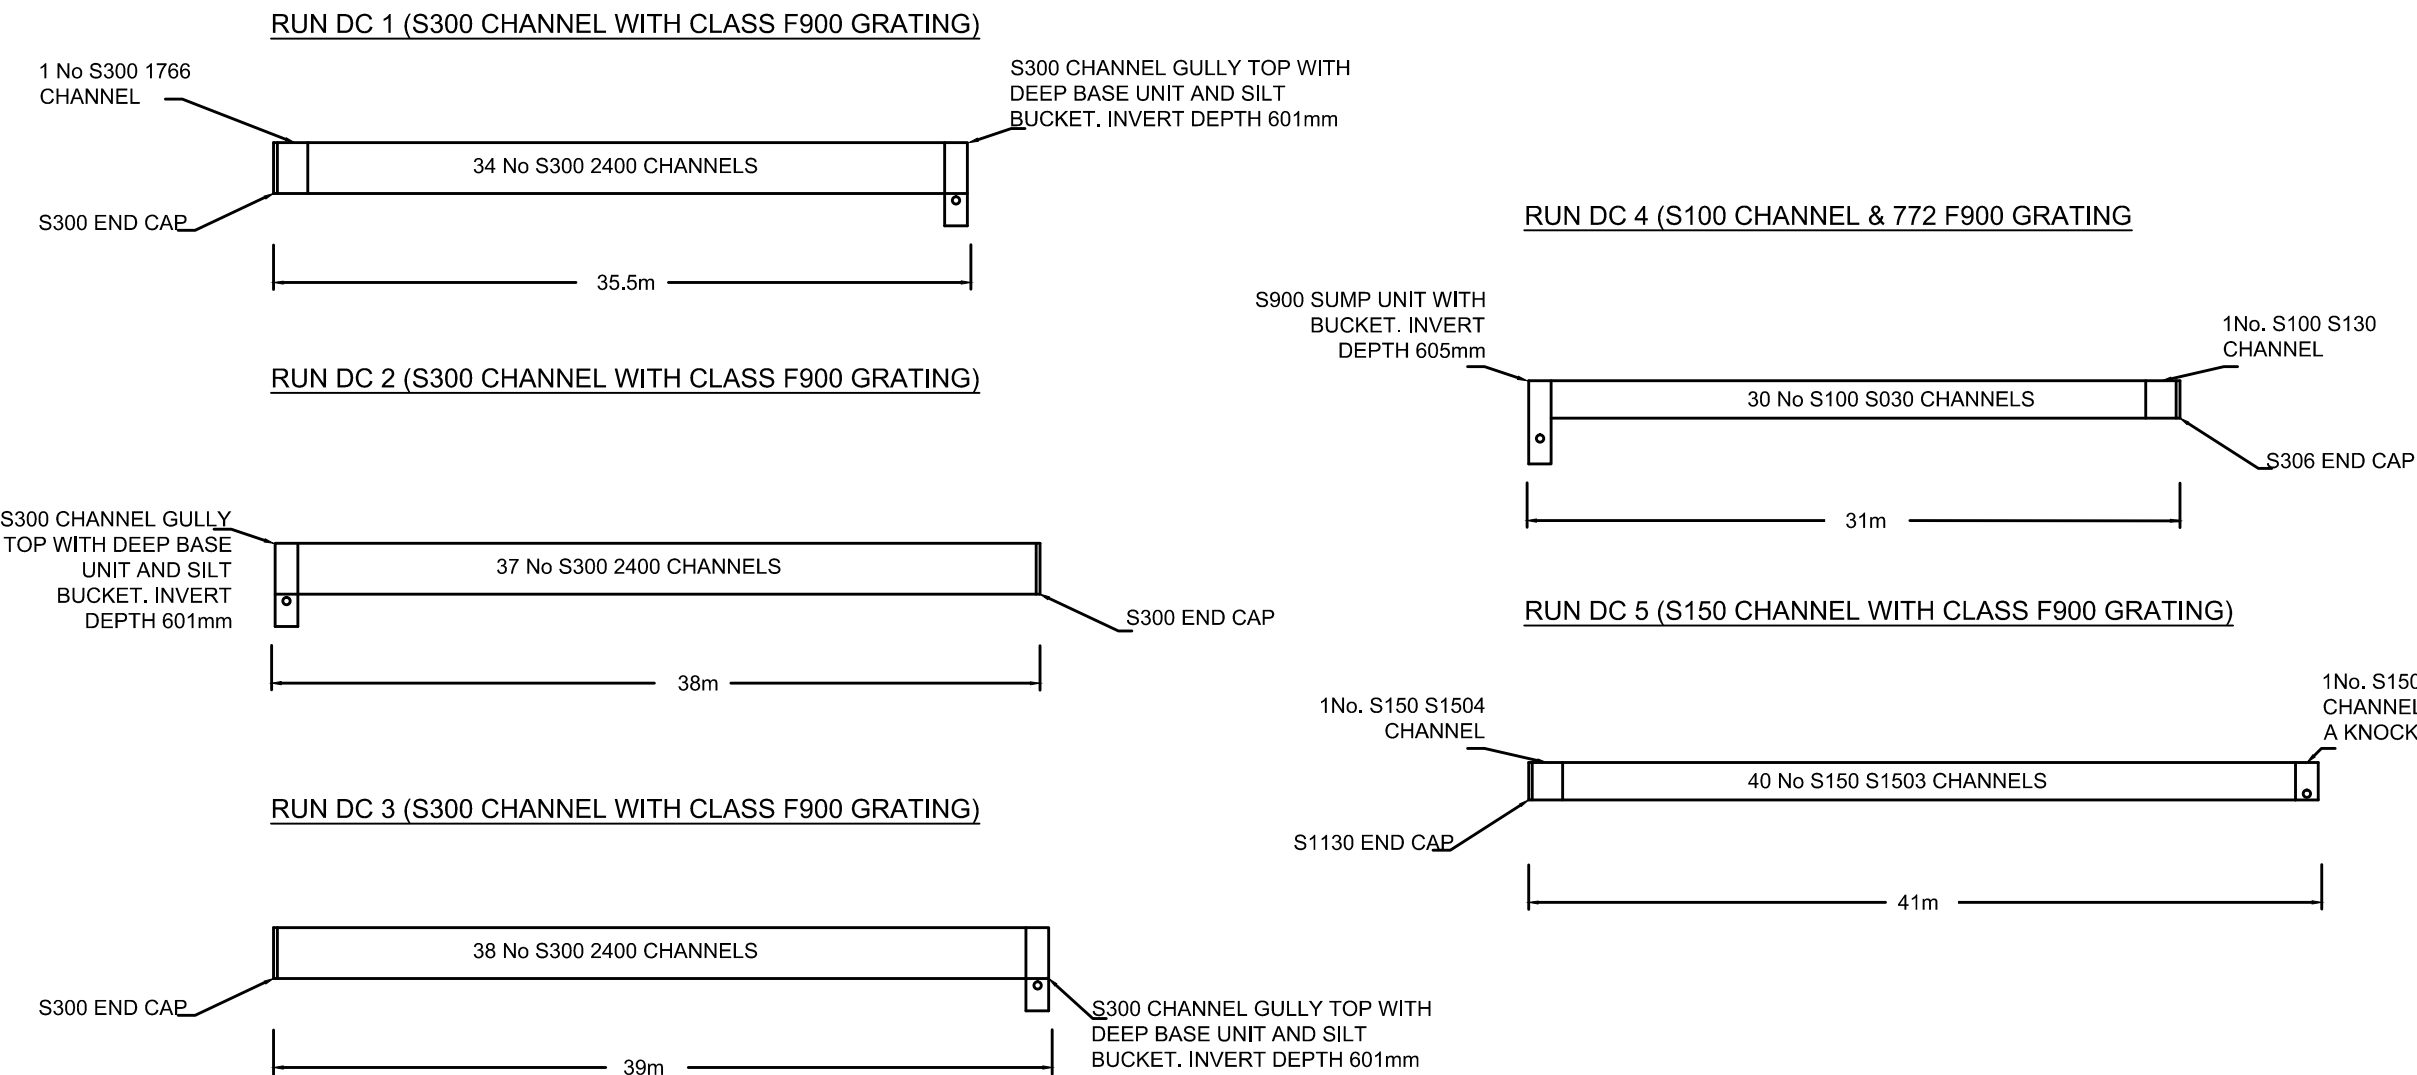 RUN DC 1 (S300 CHANNEL WITH CLASS F900 GRATING)
1 No S300 1766
CHANNEL
S300 CHANNEL GULLY TOP WITH
DEEP BASE UNIT AND SILT
BUCKET. INVERT DEPTH 601mm
34 No S300 2400 CHANNELS
S300 END CAP
35.5m
RUN DC 2 (S300 CHANNEL WITH CLASS F900 GRATING)
S300 CHANNEL GULLY
TOP WITH DEEP BASE
UNIT AND SILT
BUCKET. INVERT
DEPTH 601mm
37 No S300 2400 CHANNELS
S300 END CAP
38m
RUN DC 3 (S300 CHANNEL WITH CLASS F900 GRATING)
38 No S300 2400 CHANNELS
S300 END CAP
S300 CHANNEL GULLY TOP WITH
DEEP BASE UNIT AND SILT
BUCKET. INVERT DEPTH 601mm
39m
RUN DC 4 (S100 CHANNEL & 772 F900 GRATING
S900 SUMP UNIT WITH
BUCKET. INVERT
DEPTH 605mm
1No. S100 S130
CHANNEL
30 No S100 S030 CHANNELS
S306 END CAP
31m
RUN DC 5 (S150 CHANNEL WITH CLASS F900 GRATING)
1No. S150 S1504
CHANNEL
1No. S150
CHANNEL
A KNOCK
40 No S150 S1503 CHANNELS
S1130 END CAP
41m